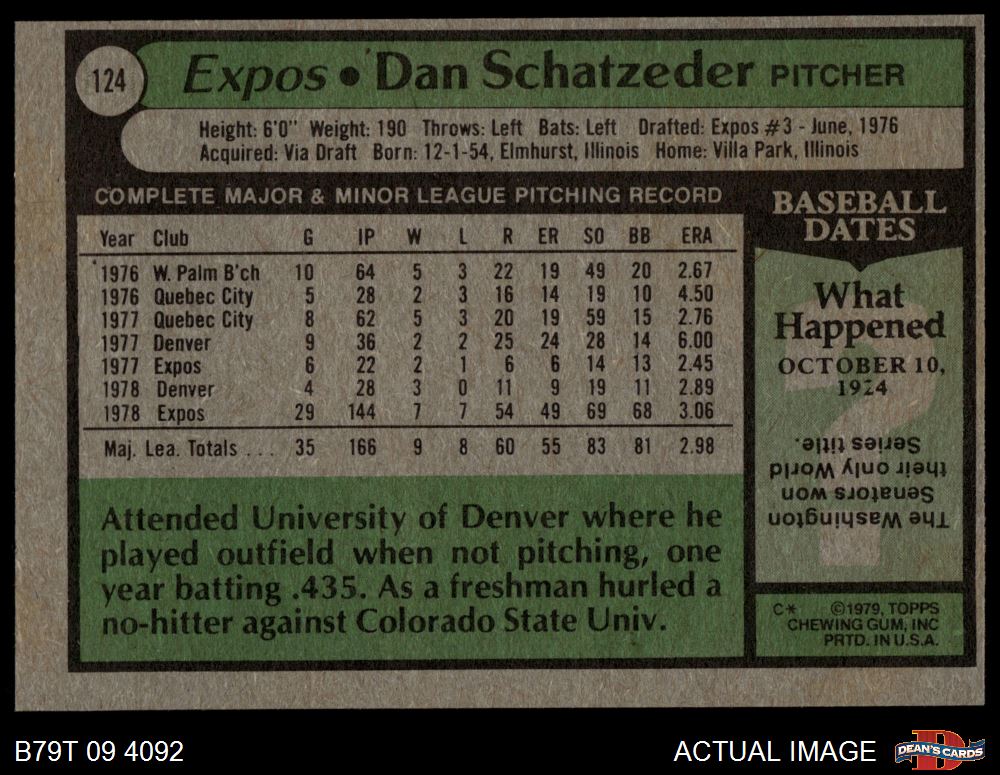 124
Expos • Dan Schatzeder PITCHER
Height: 6'0" Weight: 190 Throws: Left Bats: Left Drafted: Expos #3 - June, 1976
Acquired: Via Draft Born: 12-1-54, Elmhurst, Illinois Home: Villa Park, Illinois
COMPLETE MAJOR & MINOR LEAGUE PITCHING RECORD
Year Club G IP W L R ER SO BB ERA
1976 W. Palm B'ch 10 64 5 3 22 19 49 20 2.67
1976 Quebec City 5 28 2 3 16 14 19 10 4.50
1977 Quebec City 8 62 5 3 20 19 59 15 2.76
1977 Denver 9 36 2 2 25 24 28 14 6.00
1977 Expos 6 22 2 1 6 6 14 13 2.45
1978 Denver 4 28 3 0 11 9 19 11 2.89
1978 Expos 29 144 7 7 54 49 69 68 3.06
Maj. Lea. Totals . . . 35 166 9 8 60 55 83 81 2.98
Attended University of Denver where he
played outfield when not pitching, one
year batting .435. As a freshman hurled a
no-hitter against Colorado State Univ.
BASEBALL
DATES
What
Happened
OCTOBER 10,
1924
?
The Washington
Senators won
their only World
Series title.
C* ©1979, TOPPS
CHEWING GUM, INC
PRTD. IN U.S.A.
B79T 09 4092
ACTUAL IMAGE
D
DEAN'S CARDS